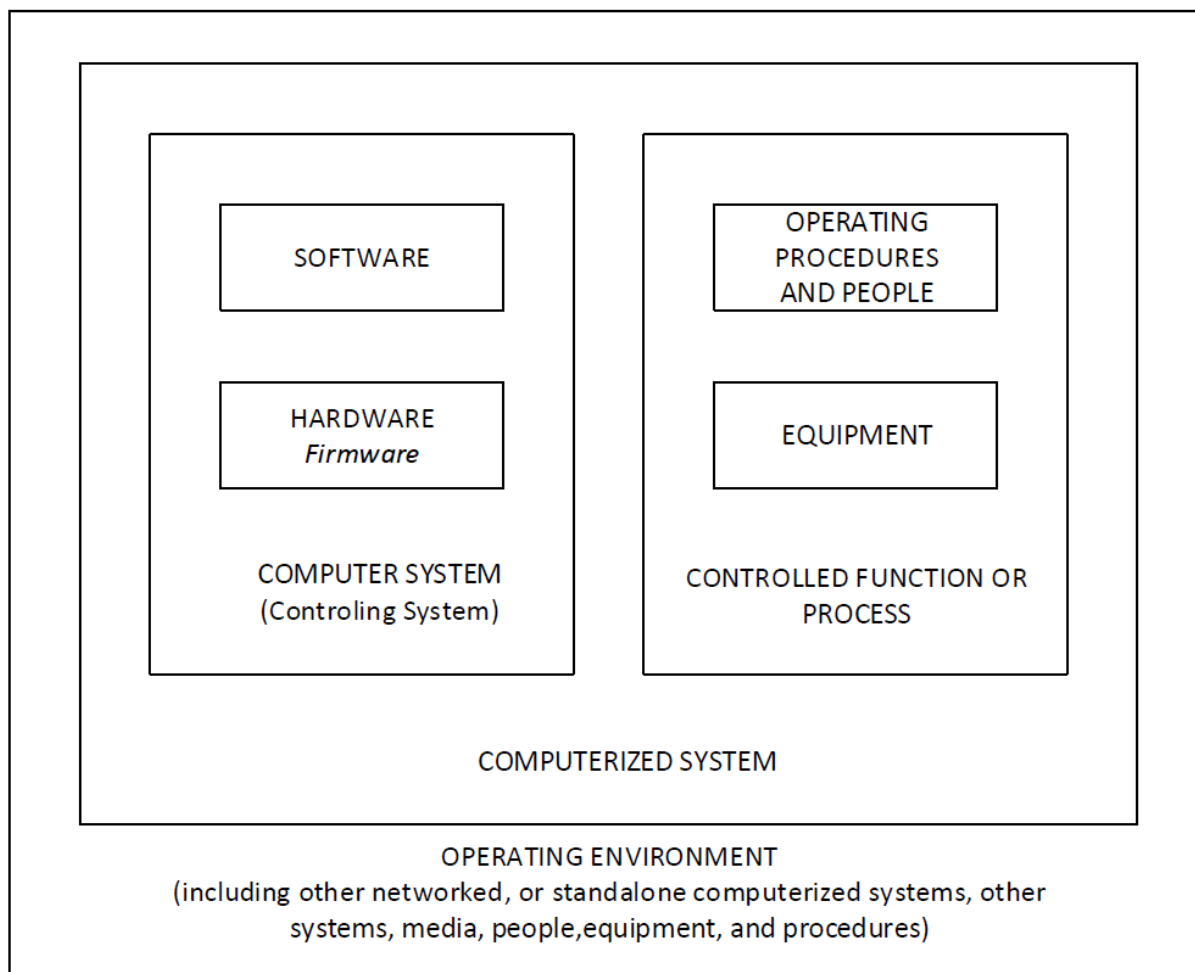 SOFTWARE
HARDWARE
Firmware
COMPUTER SYSTEM
(Controling System)
OPERATING
PROCEDURES
AND PEOPLE
EQUIPMENT
CONTROLLED FUNCTION OR
PROCESS
COMPUTERIZED SYSTEM
OPERATING ENVIRONMENT
(including other networked, or standalone computerized systems, other
systems, media, people,equipment, and procedures)